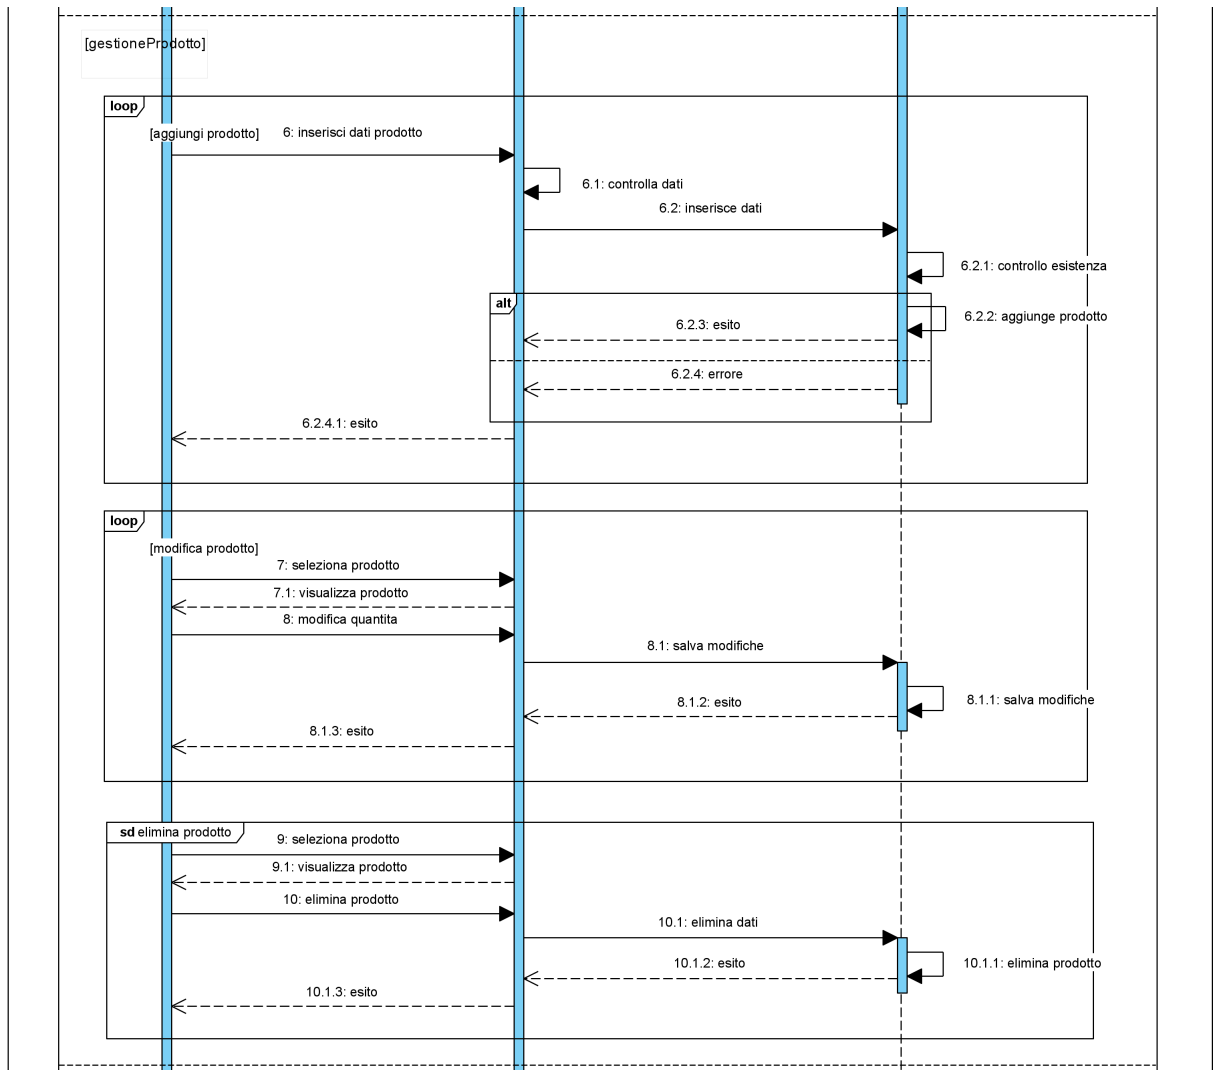 [gestioneProdotto]
loop
[aggiungi prodotto]
6: inserisci dati prodotto
6.1: controlla dati
6.2: inserisce dati
6.2.1: controllo esistenza
alt
6.2.2: aggiunge prodotto
6.2.3: esito
6.2.4: errore
6.2.4.1: esito
loop
[modifica prodotto]
7: seleziona prodotto
7.1: visualizza prodotto
8: modifica quantita
8.1: salva modifiche
8.1.1: salva modifiche
8.1.2: esito
8.1.3: esito
sd elimina prodotto
9: seleziona prodotto
9.1: visualizza prodotto
10: elimina prodotto
10.1: elimina dati
10.1.2: esito
10.1.1: elimina prodotto
10.1.3: esito